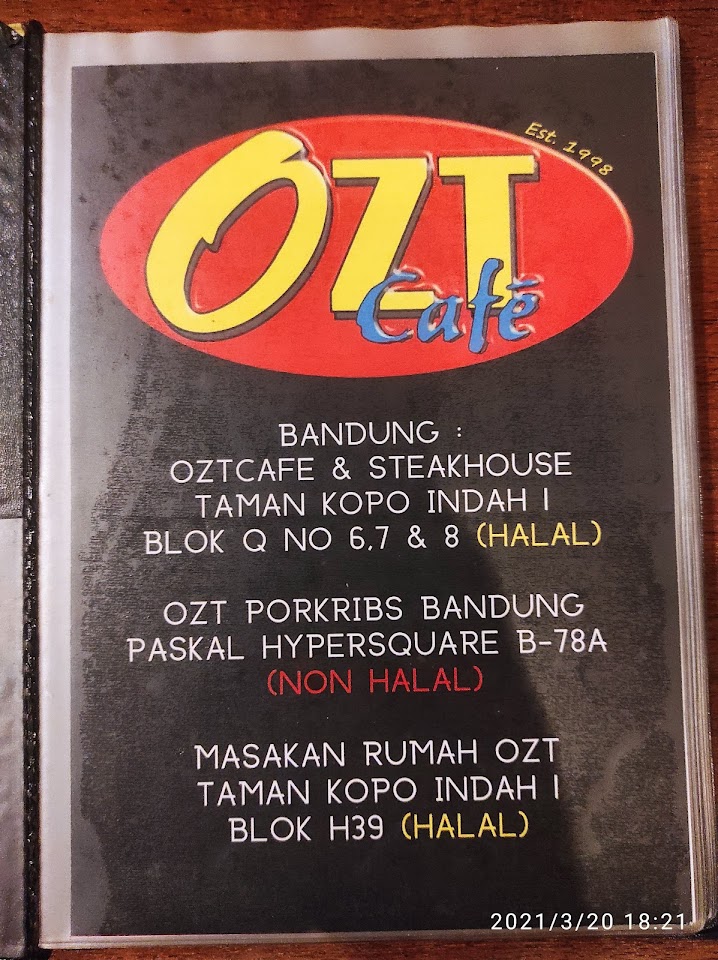 Est. 1998
OZT
Café
BANDUNG :
OZTCAFE & STEAKHOUSE
TAMAN KOPO INDAH I
BLOK Q NO 6,7 & 8 (HALAL)
OZT PORKRIBS BANDUNG
PASKAL HYPERSQUARE B-78A
(NON HALAL)
MASAKAN RUMAH OZT
TAMAN KOPO INDAH I
BLOK H39 (HALAL)
2021/3/20 18:21